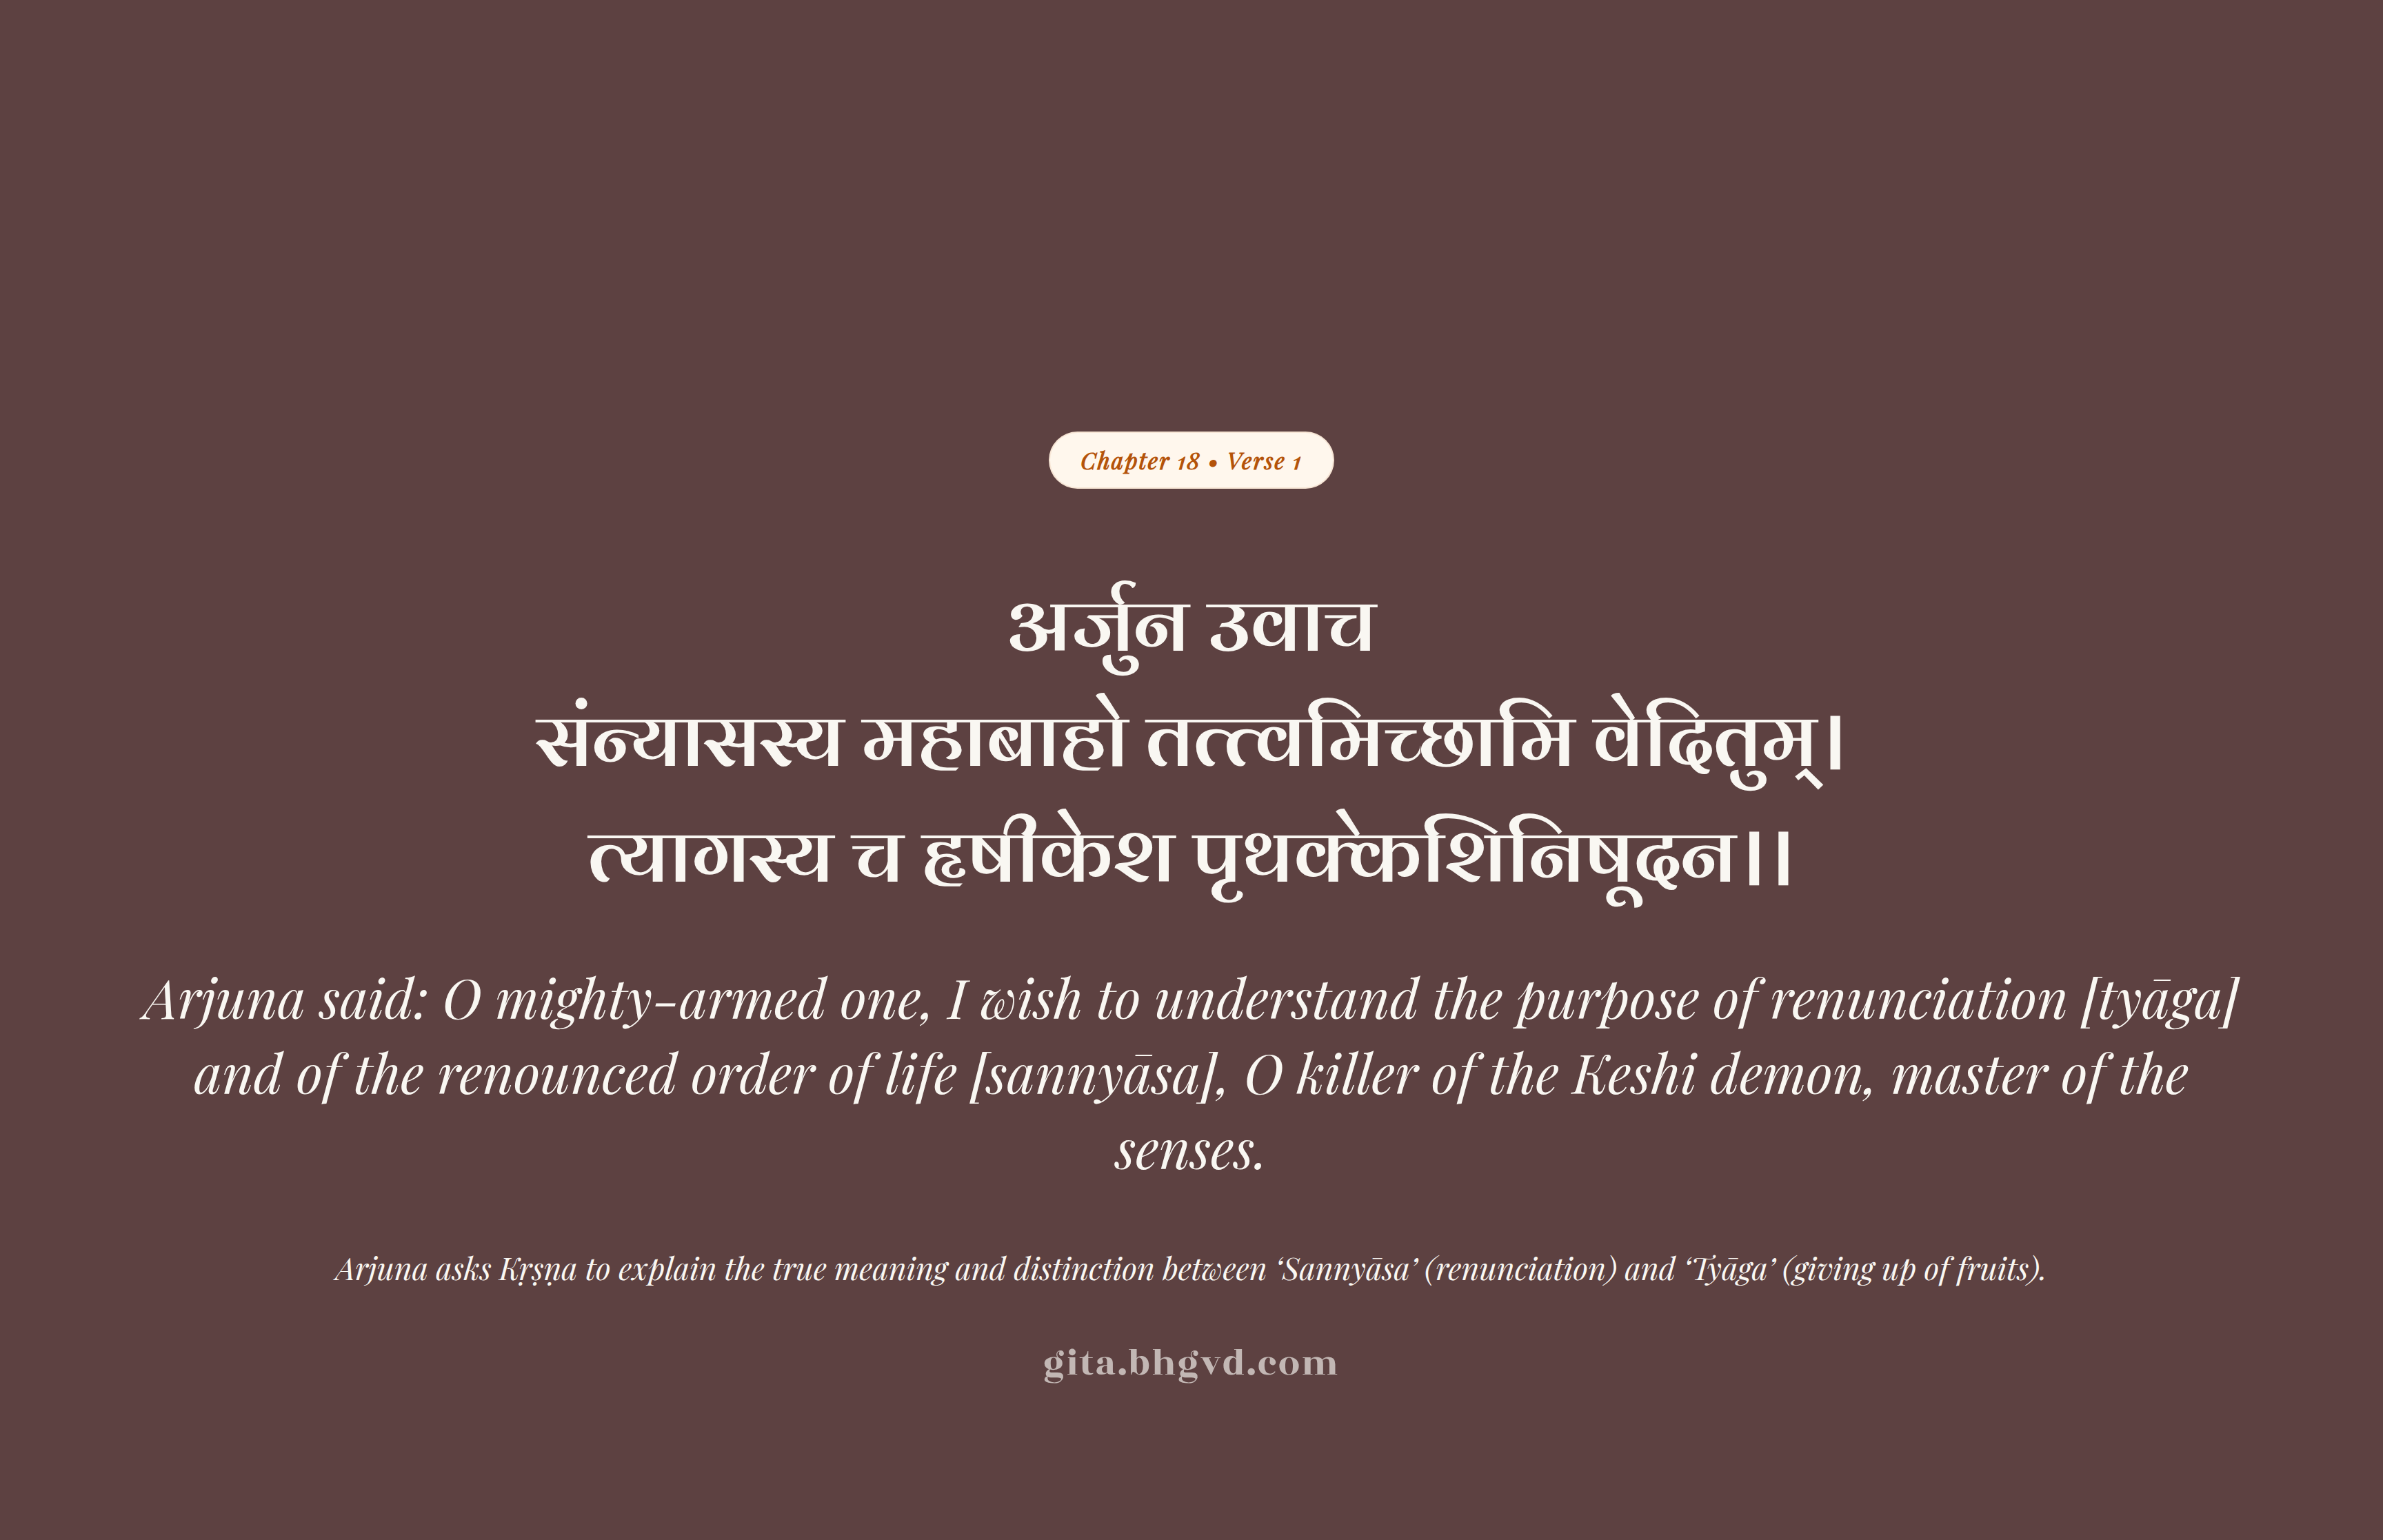 Chapter 18 • Verse 1
अर्जुन उवाच
संन्यासस्य महाबाहो तत्त्वमिच्छामि वेदितुम्।
त्यागस्य च हृषीकेश पृथक्केशिनिषूदन।।
Arjuna said: O mighty-armed one, I wish to understand the purpose of renunciation [tyāga]
and of the renounced order of life [sannyāsa], O killer of the Keshi demon, master of the
senses.
Arjuna asks Kṛṣṇa to explain the true meaning and distinction between ‘Sannyāsa’ (renunciation) and ‘Tyāga’ (giving up of fruits).
gita.bhgvd.com